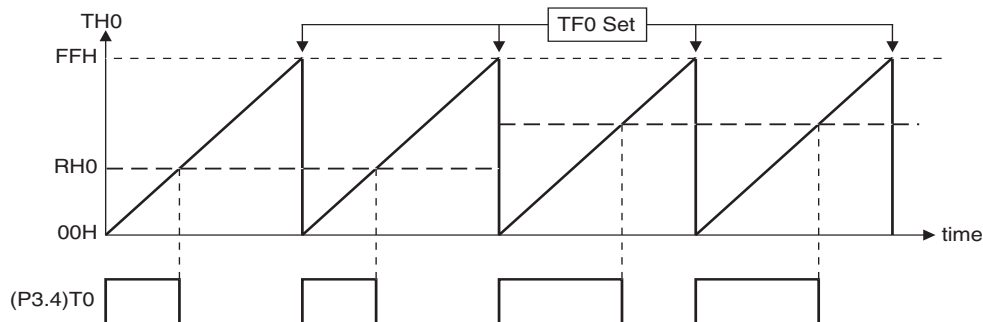 TH0
TF0 Set
FFH
RH0
00H
time
(P3.4)T0